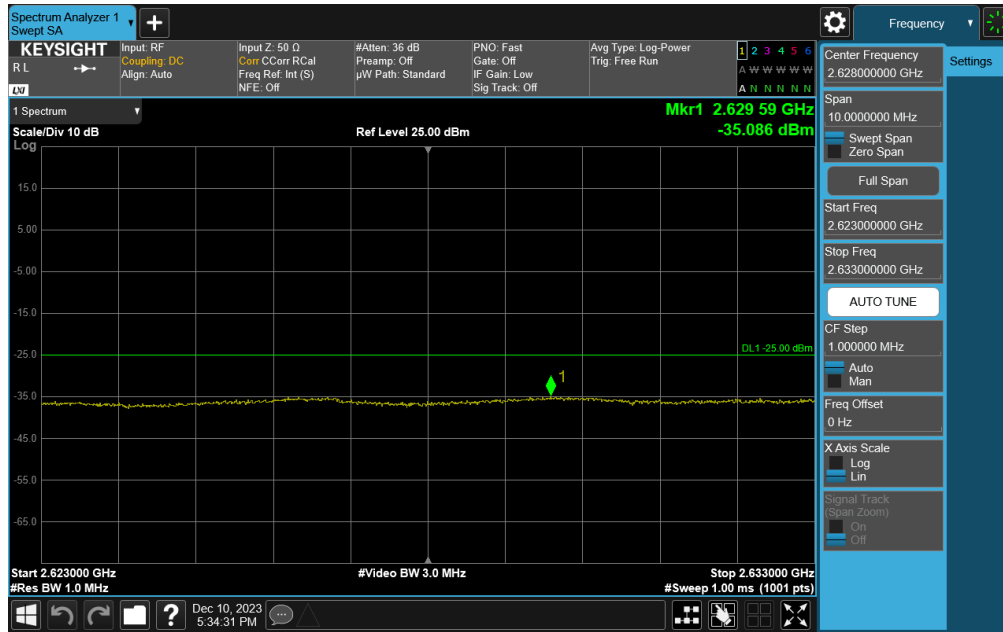 Spectrum Analyzer 1
Swept SA
Frequency
KEYSIGHT
R L
LXI
Input: RF
Coupling: DC
Align: Auto
Input Z: 50 Ω
Corr CCorr RCal
Freq Ref: Int (S)
NFE: Off
#Atten: 36 dB
Preamp: Off
µW Path: Standard
PNO: Fast
Gate: Off
IF Gain: Low
Sig Track: Off
Avg Type: Log-Power
Trig: Free Run
1 2 3 4 5 6
A W W W W W
A N N N N N
1 Spectrum
Mkr1 2.629 59 GHz
-35.086 dBm
Scale/Div 10 dB
Ref Level 25.00 dBm
Log
15.0
5.00
-5.00
-25.0
DL1 -25.00 dBm
1
-35.0
-45.0
-55.0
-65.0
Start 2.623000 GHz
#Video BW 3.0 MHz
Stop 2.633000 GHz
#Res BW 1.0 MHz
#Sweep 1.00 ms (1001 pts)
?
Dec 10, 2023
5:34:31 PM
Center Frequency
2.628000000 GHz
Settings
Span
10.0000000 MHz
Swept Span
Zero Span
Full Span
Start Freq
2.623000000 GHz
Stop Freq
2.633000000 GHz
AUTO TUNE
CF Step
1.000000 MHz
Auto
Man
Freq Offset
0 Hz
X Axis Scale
Log
Lin
Signal Track
(Span Zoom)
On
Off